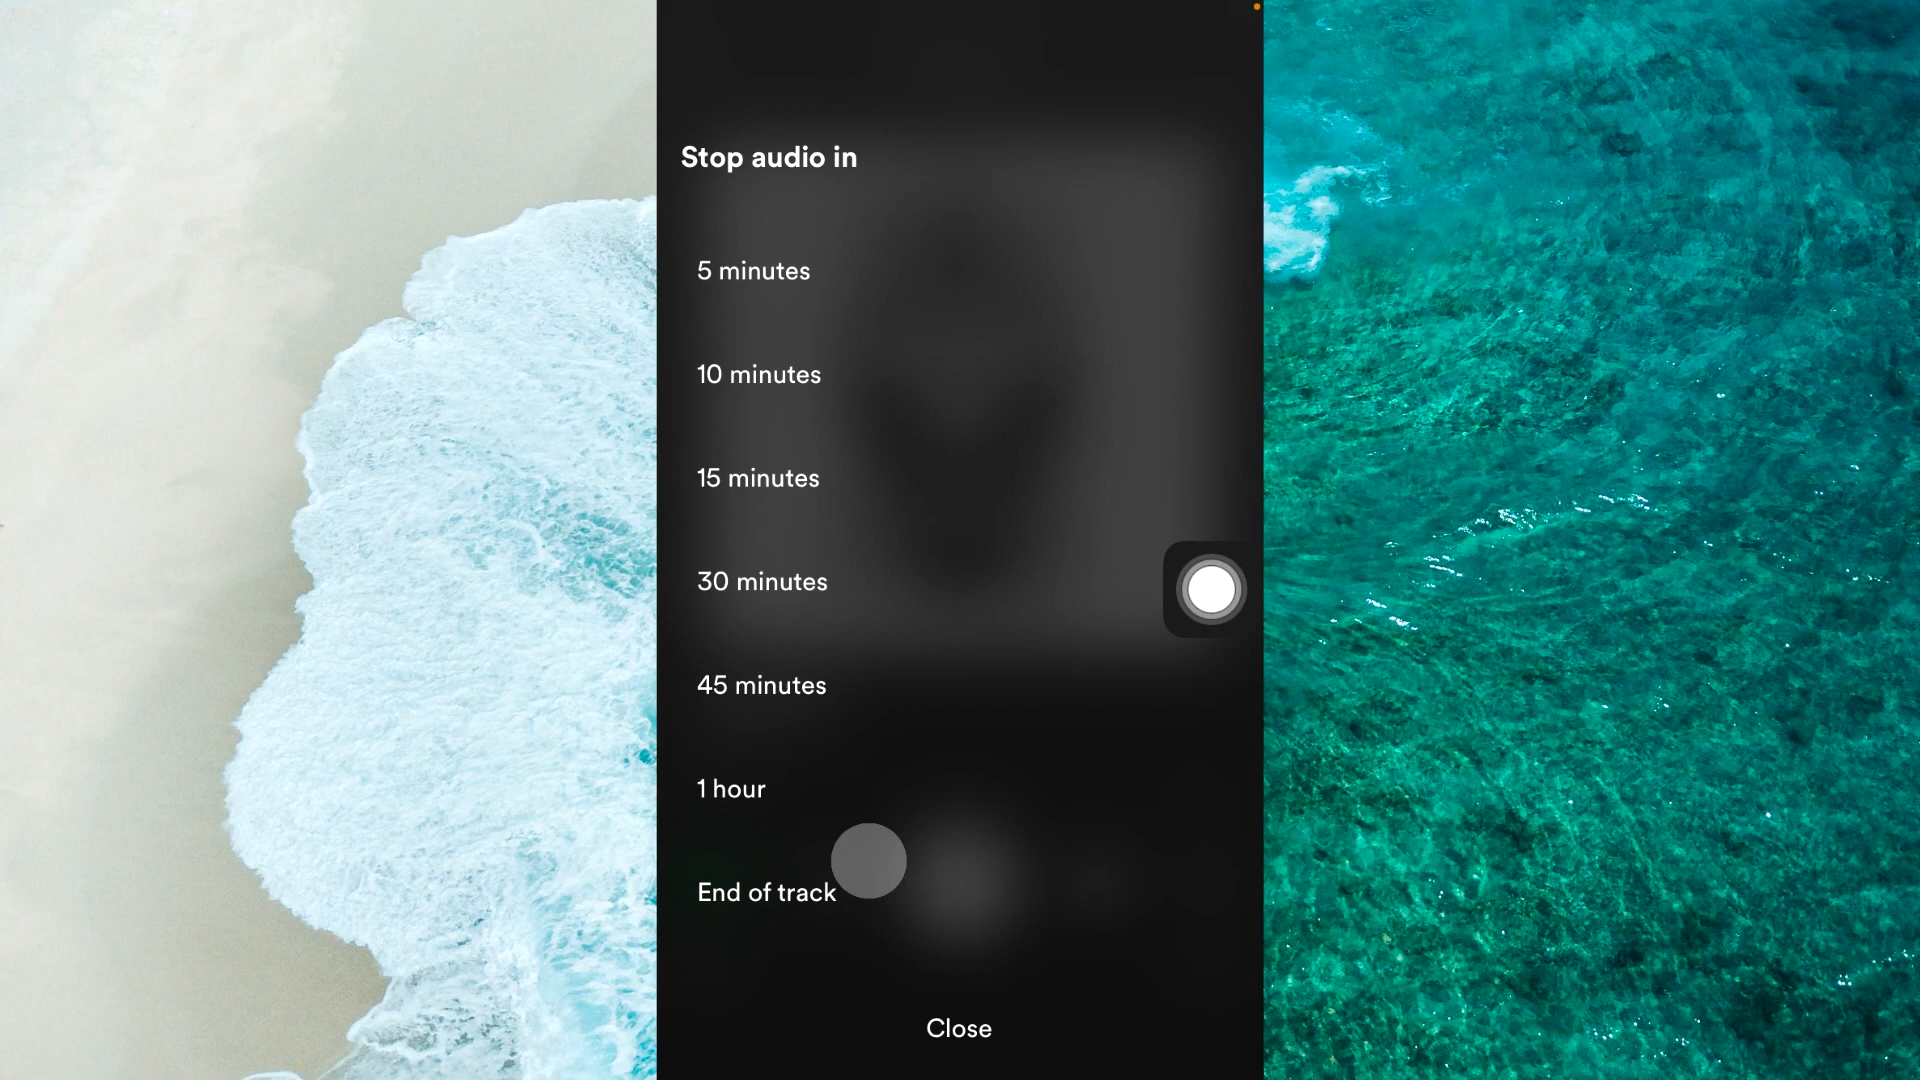 Stop audio in
5 minutes
10 minutes
15 minutes
30 minutes
45 minutes
1 hour
End of track
Close